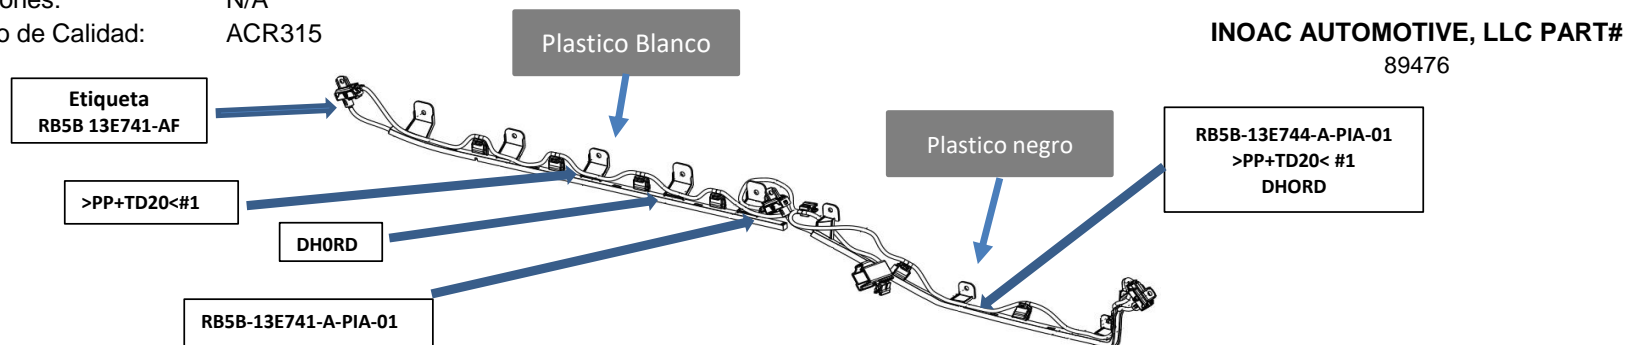 ones: N/A
o de Calidad: ACR315
INOAC AUTOMOTIVE, LLC PART#
89476
Plastico Blanco
Etiqueta
RB5B 13E741-AF
Plastico negro
RB5B-13E744-A-PIA-01
>PP+TD20< #1
DHORD
>PP+TD20<#1
DH0RD
RB5B-13E741-A-PIA-01